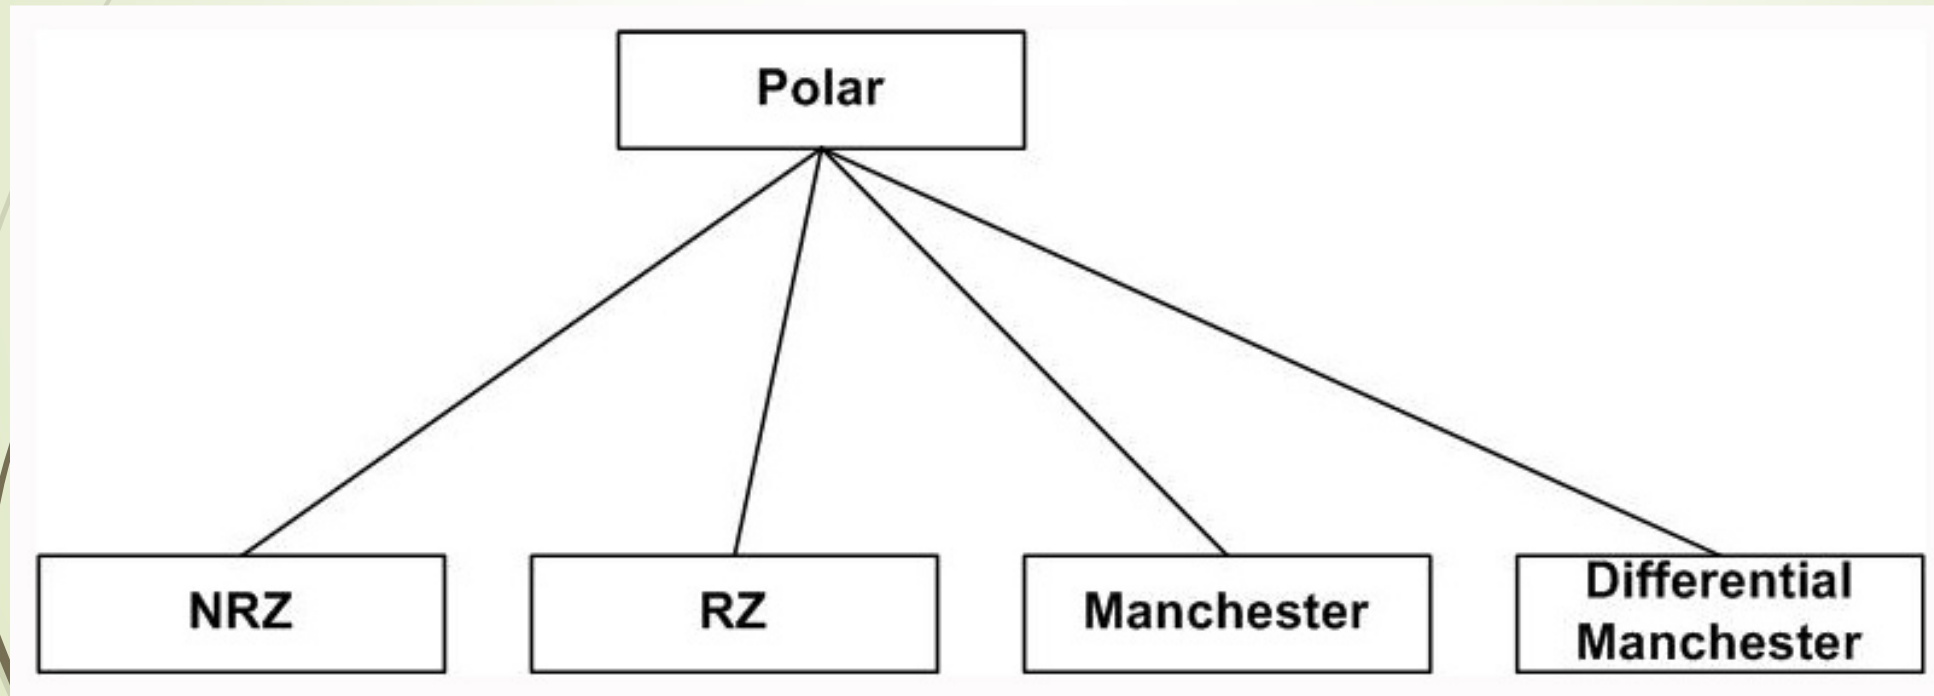 Polar
NRZ
RZ
Manchester
Differential
Manchester